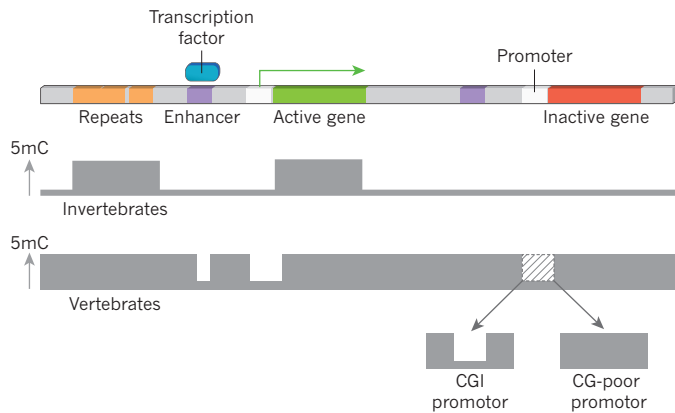 Transcription
factor
Promoter
Repeats Enhancer Active gene Inactive gene
5mC
Invertebrates
5mC
Vertebrates
CGI
promotor
CG-poor
promotor